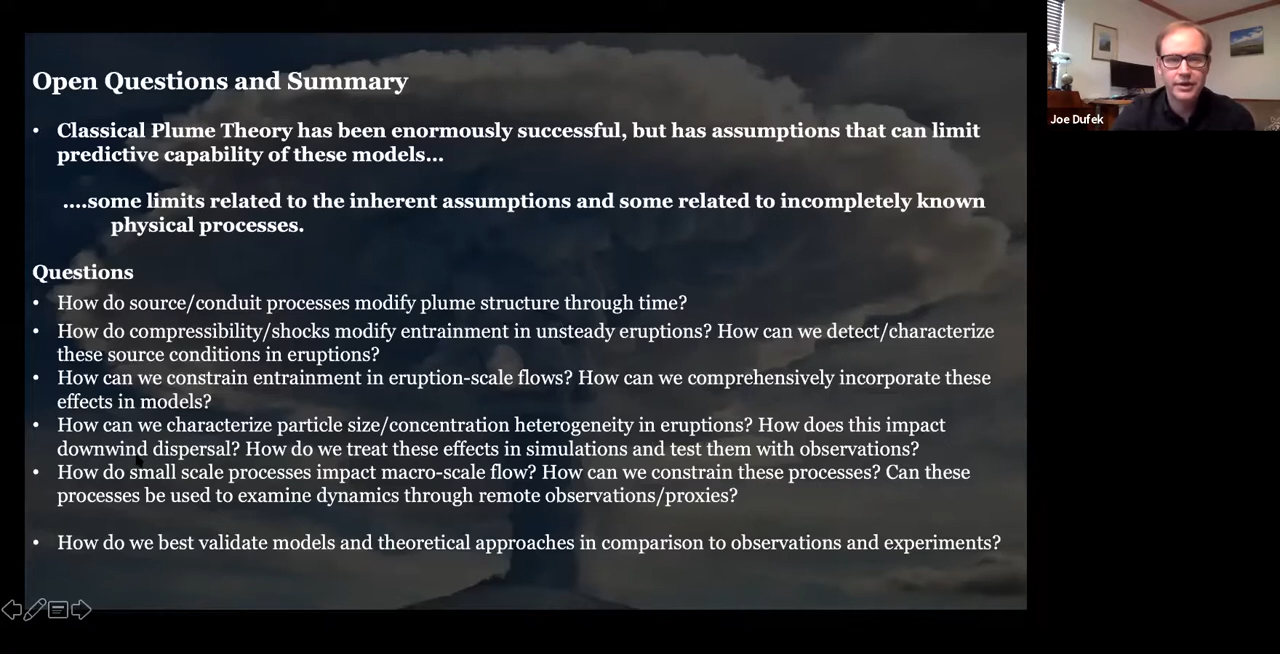 Open Questions and Summary
• Classical Plume Theory has been enormously successful, but has assumptions that can limit
predictive capability of these models...
....some limits related to the inherent assumptions and some related to incompletely known
physical processes.
Questions
• How do source/conduit processes modify plume structure through time?
• How do compressibility/shocks modify entrainment in unsteady eruptions? How can we detect/characterize
these source conditions in eruptions?
• How can we constrain entrainment in eruption-scale flows? How can we comprehensively incorporate these
effects in models?
• How can we characterize particle size/concentration heterogeneity in eruptions? How does this impact
downwind dispersal? How do we treat these effects in simulations and test them with observations?
• How do small scale processes impact macro-scale flow? How can we constrain these processes? Can these
processes be used to examine dynamics through remote observations/proxies?
• How do we best validate models and theoretical approaches in comparison to observations and experiments?
Joe Dufek